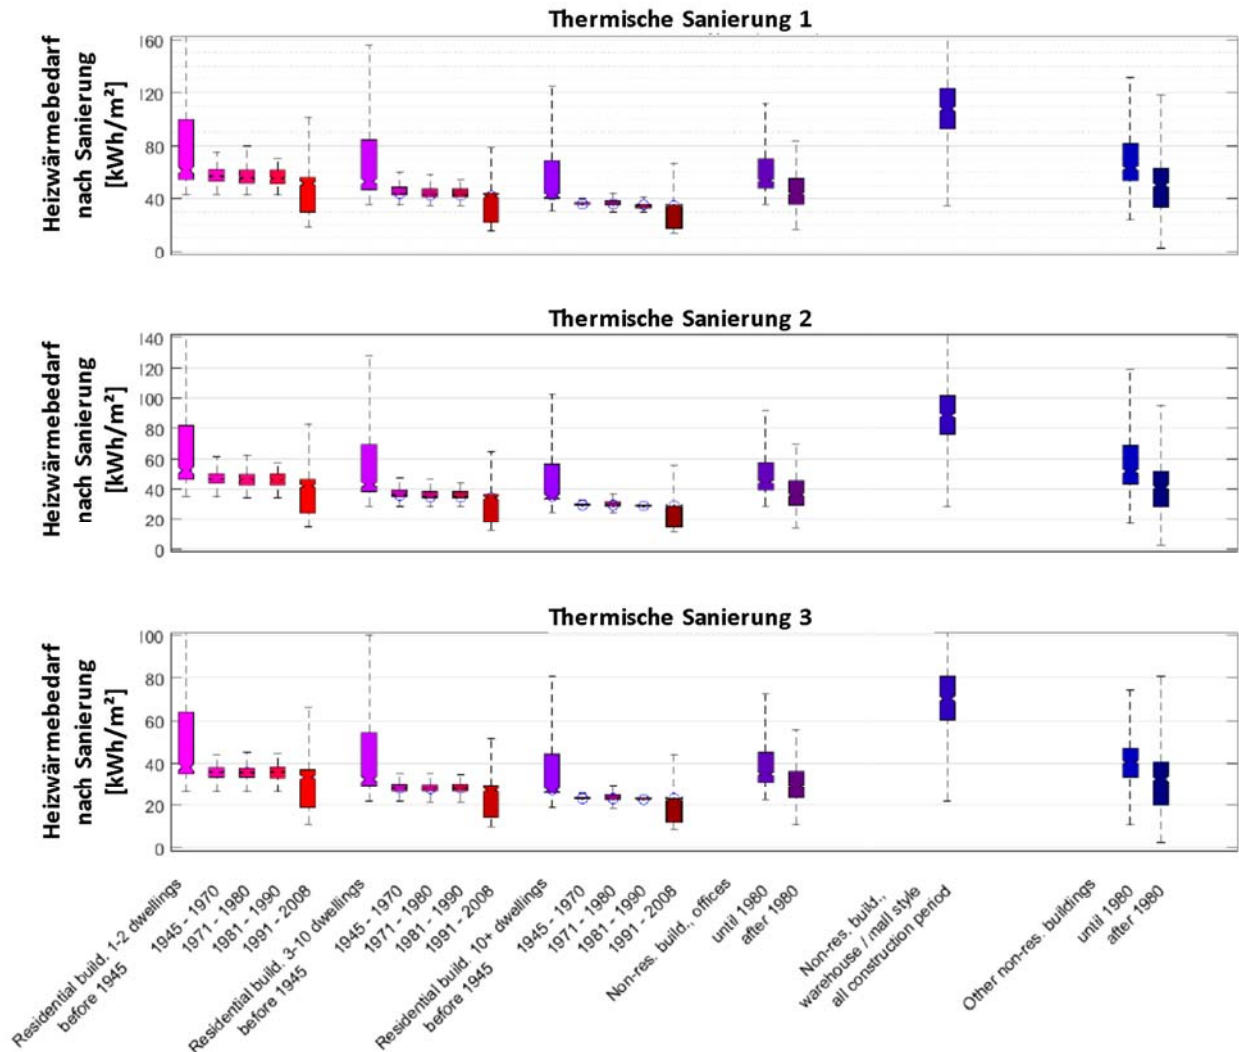 Thermische Sanierung 1
Heizwärmebedarf
nach Sanierung
[kWh/m²]
160
120
80
40
0
Thermische Sanierung 2
Heizwärmebedarf
nach Sanierung
[kWh/m²]
140
120
100
80
60
40
20
0
Thermische Sanierung 3
Heizwärmebedarf
nach Sanierung
[kWh/m²]
100
80
60
40
20
0
Residential build. 1-2 dwellings
before 1945
1945 - 1970
1971 - 1980
1981 - 1990
1991 - 2008
Residential build. 3-10 dwellings
before 1945
1945 - 1970
1971 - 1980
1981 - 1990
1991 - 2008
Residential build. 10+ dwellings
before 1945
1945 - 1970
1971 - 1980
1981 - 1990
1991 - 2008
Non-res. build., offices
until 1980
after 1980
Non-res. build.,
warehouse / mall style
all construction period
Other non-res. buildings
until 1980
after 1980